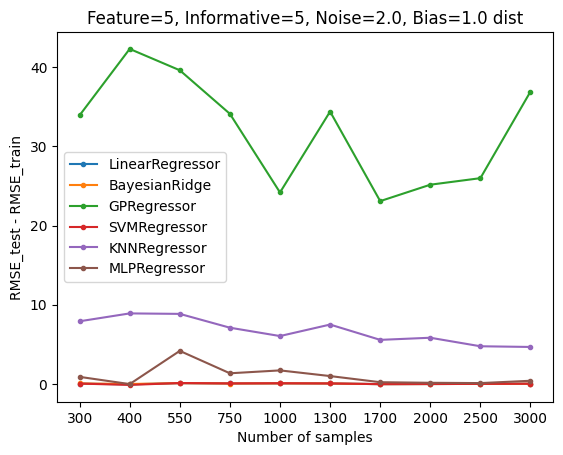 Feature=5, Informative=5, Noise=2.0, Bias=1.0 dist
RMSE_test - RMSE_train
40
30
20
10
0
LinearRegressor
BayesianRidge
GPRegressor
SVMRegressor
KNNRegressor
MLPRegressor
300 400 550 750 1000 1300 1700 2000 2500 3000
Number of samples